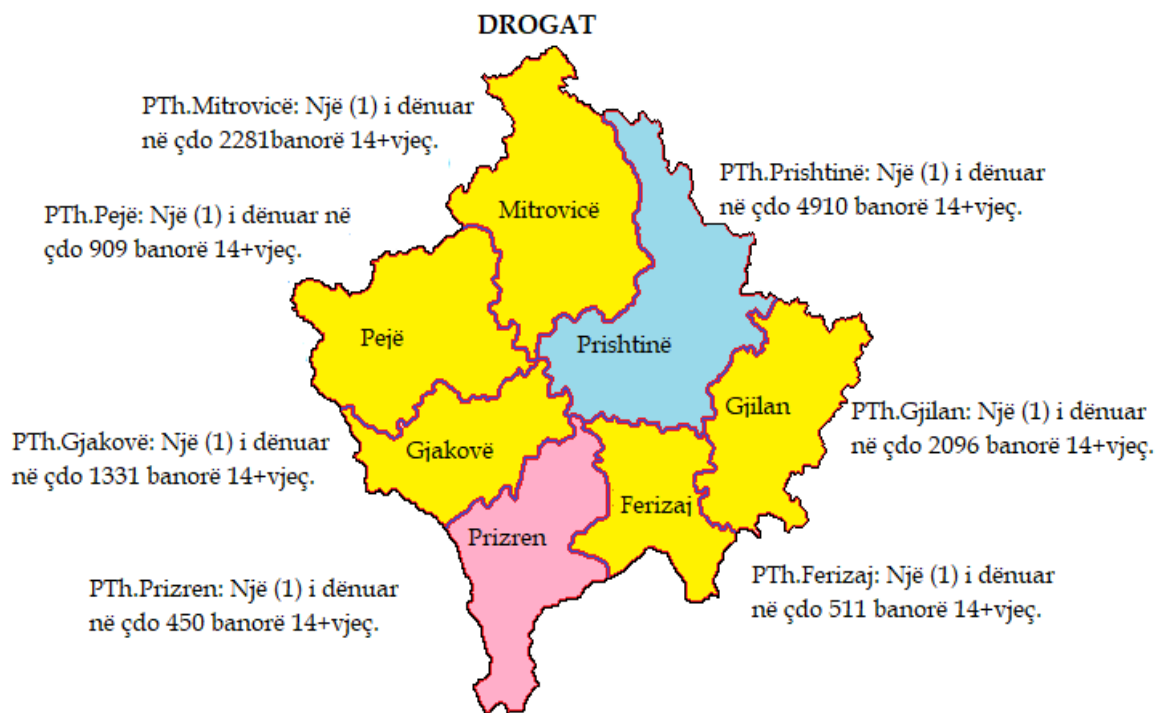 DROGAT
PTh.Mitrovicë: Një (1) i dënuar
në çdo 2281banorë 14+vjeç.
PTh.Prishtinë: Një (1) i dënuar
në çdo 4910 banorë 14+vjeç.
PTh.Pejë: Një (1) i dënuar në
çdo 909 banorë 14+vjeç.
Mitrovicë
Pejë
Prishtinë
Gjilan
PTh.Gjilan: Një (1) i dënuar
në çdo 2096 banorë 14+vjeç.
PTh.Gjakovë: Një (1) i dënuar
në çdo 1331 banorë 14+vjeç.
Gjakovë
Ferizaj
Prizren
PTh.Prizren: Një (1) i dënuar
në çdo 450 banorë 14+vjeç.
PTh.Ferizaj: Një (1) i dënuar
në çdo 511 banorë 14+vjeç.